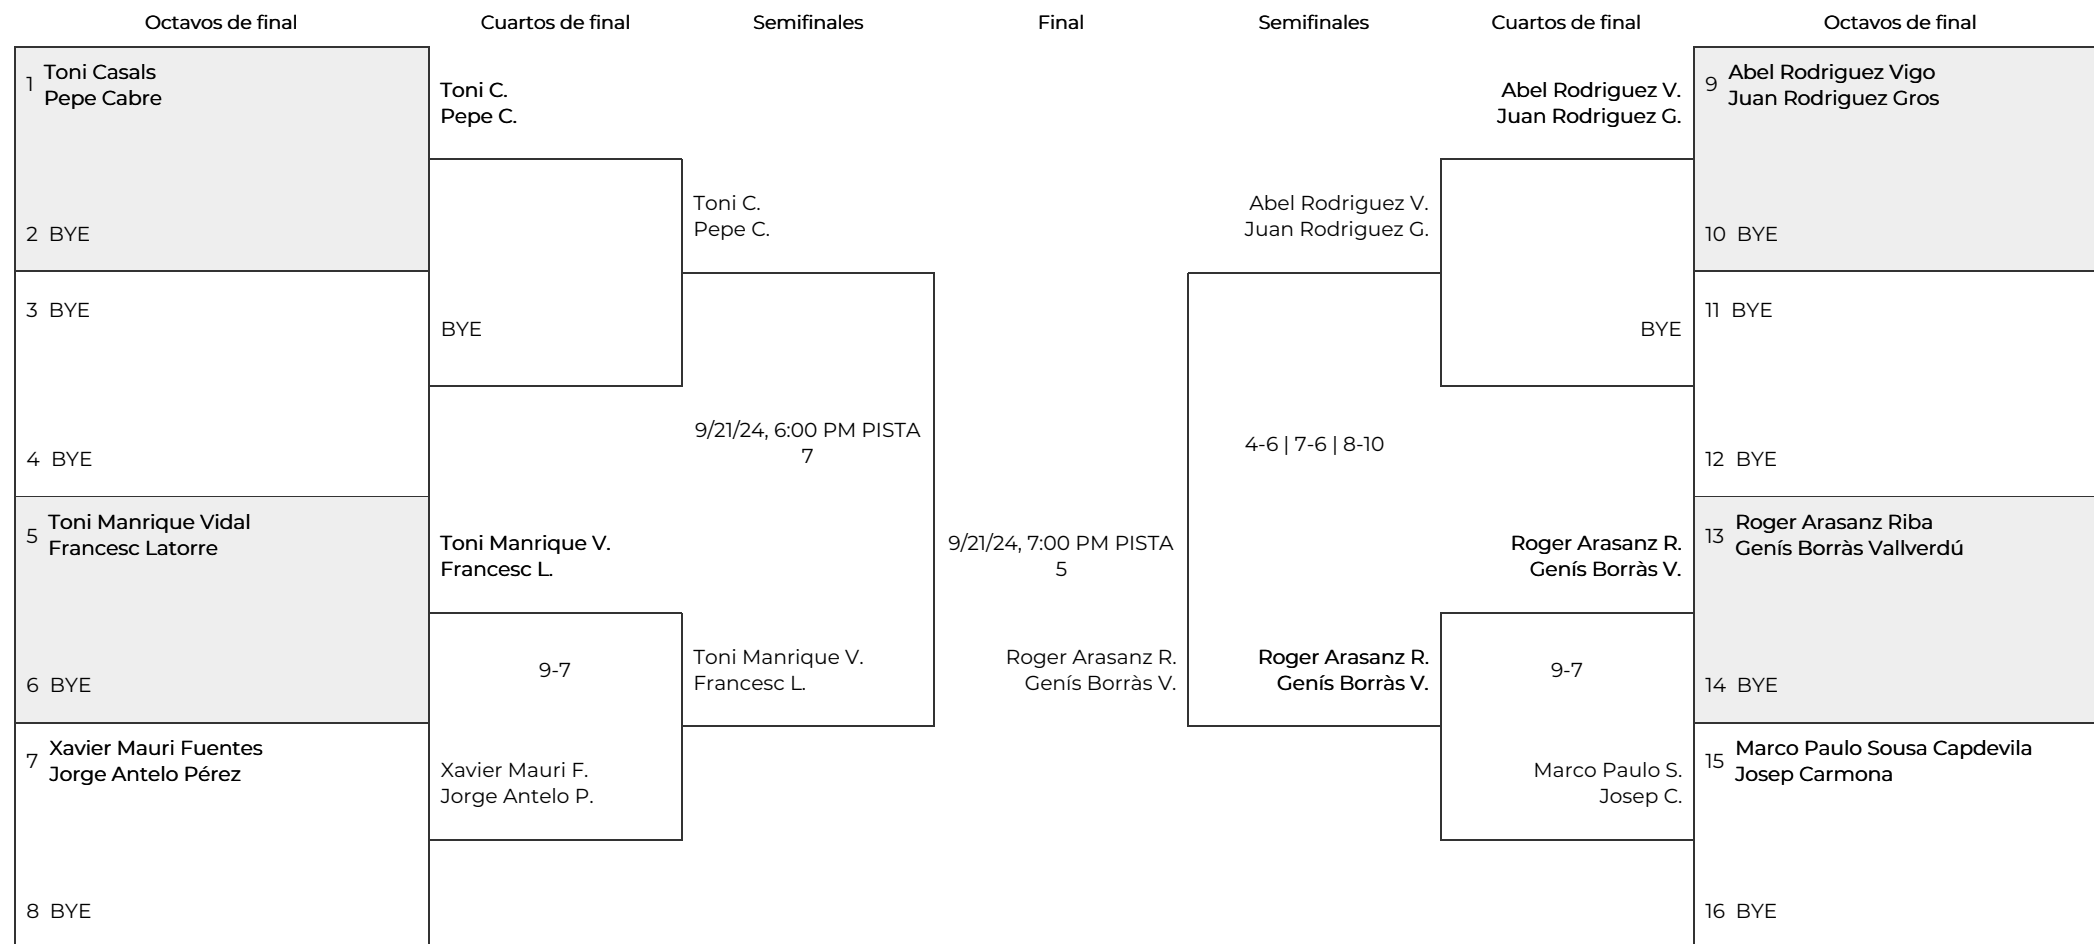 Octavos de final
Cuartos de final
Semifinales
Final
Semifinales
Cuartos de final
Octavos de final
1
Toni Casals
Pepe Cabre
2 BYE
3 BYE
4 BYE
5
Toni Manrique Vidal
Francesc Latorre
6 BYE
7
Xavier Mauri Fuentes
Jorge Antelo Pérez
8 BYE
Toni C.
Pepe C.
BYE
Toni Manrique V.
Francesc L.
9-7
Xavier Mauri F.
Jorge Antelo P.
Toni C.
Pepe C.
9/21/24, 6:00 PM PISTA
7
Toni Manrique V.
Francesc L.
9/21/24, 7:00 PM PISTA
5
Roger Arasanz R.
Genís Borràs V.
Abel Rodriguez V.
Juan Rodriguez G.
4-6 | 7-6 | 8-10
Roger Arasanz R.
Genís Borràs V.
Abel Rodriguez V.
Juan Rodriguez G.
BYE
Roger Arasanz R.
Genís Borràs V.
9-7
Marco Paulo S.
Josep C.
9
Abel Rodriguez Vigo
Juan Rodriguez Gros
10 BYE
11 BYE
12 BYE
13
Roger Arasanz Riba
Genís Borràs Vallverdú
14 BYE
15
Marco Paulo Sousa Capdevila
Josep Carmona
16 BYE